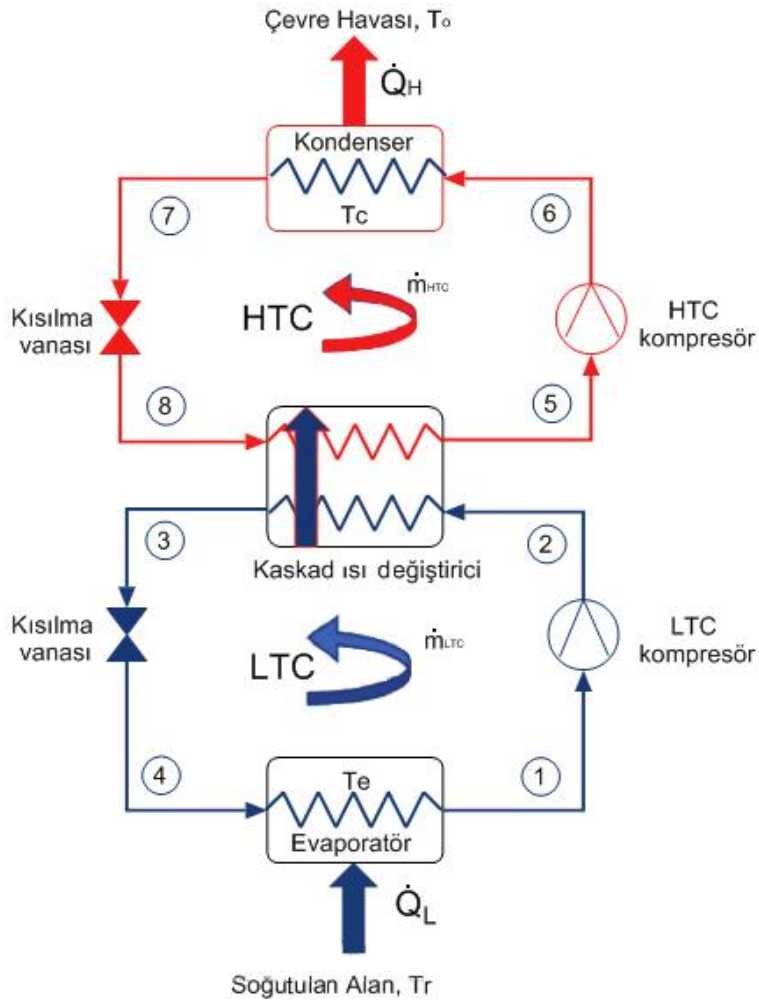 Çevre Havası, To
Q̇H
Kondenser
Tc
7
6
ṁHTC
HTC
Kısılma
vanası
HTC
kompresör
8
5
3
2
Kaskad ısı değiştirici
ṁLTC
LTC
Kısılma
vanası
LTC
kompresör
4
1
Te
Evaporatör
Q̇L
Soğutulan Alan, Tr